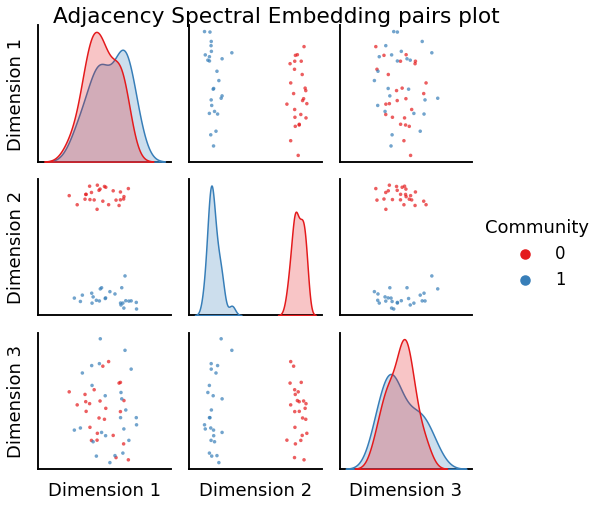 Adjacency Spectral Embedding pairs plot
Dimension 1
Dimension 2
Dimension 3
Community
0
1
Dimension 1
Dimension 2
Dimension 3